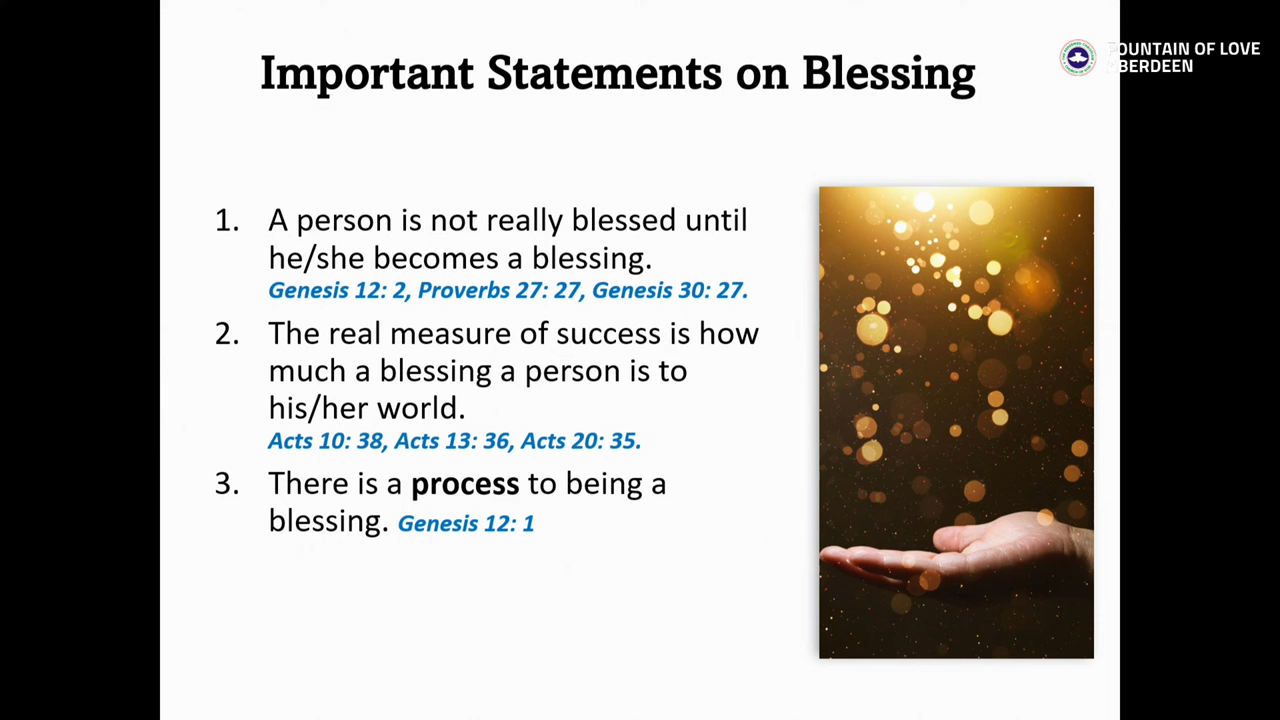 Important Statements on Blessing
FOUNTAIN OF LOVE
ABERDEEN
1. A person is not really blessed until
he/she becomes a blessing.
Genesis 12: 2, Proverbs 27: 27, Genesis 30: 27.
2. The real measure of success is how
much a blessing a person is to
his/her world.
Acts 10: 38, Acts 13: 36, Acts 20: 35.
3. There is a process to being a
blessing. Genesis 12: 1